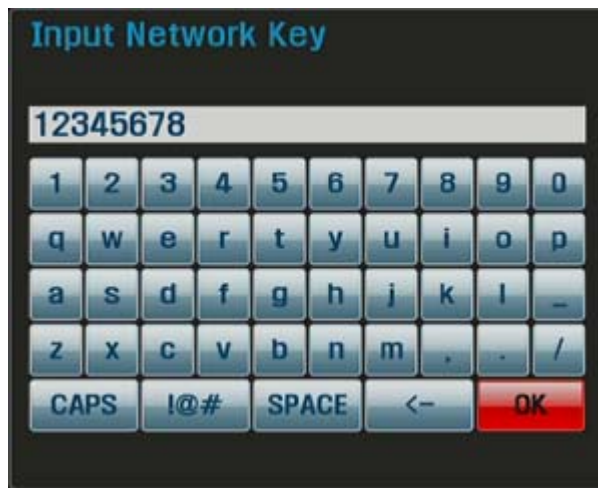 Input Network Key
12345678
1 2 3 4 5 6 7 8 9 0
q w e r t y u i o p
a s d f g h j k l _
z x c v b n m , . /
CAPS !@# SPACE <- OK